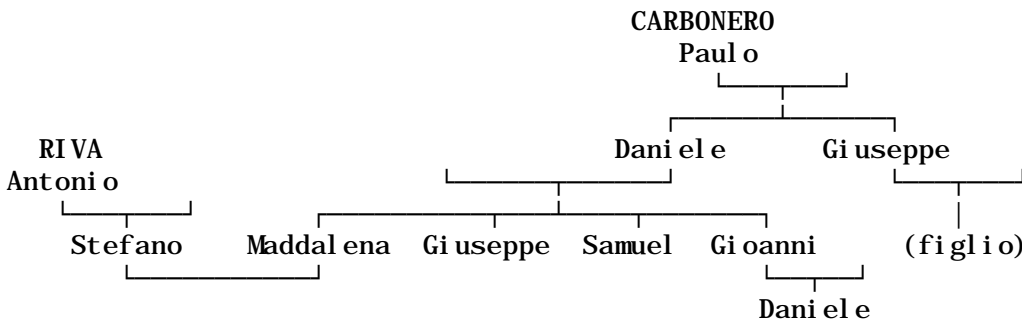 CARBONERO
Paulo
RIVA Daniele Giuseppe
Antonio
Stefano Maddalena Giuseppe Samuel Gioanni (figlio)
Daniele